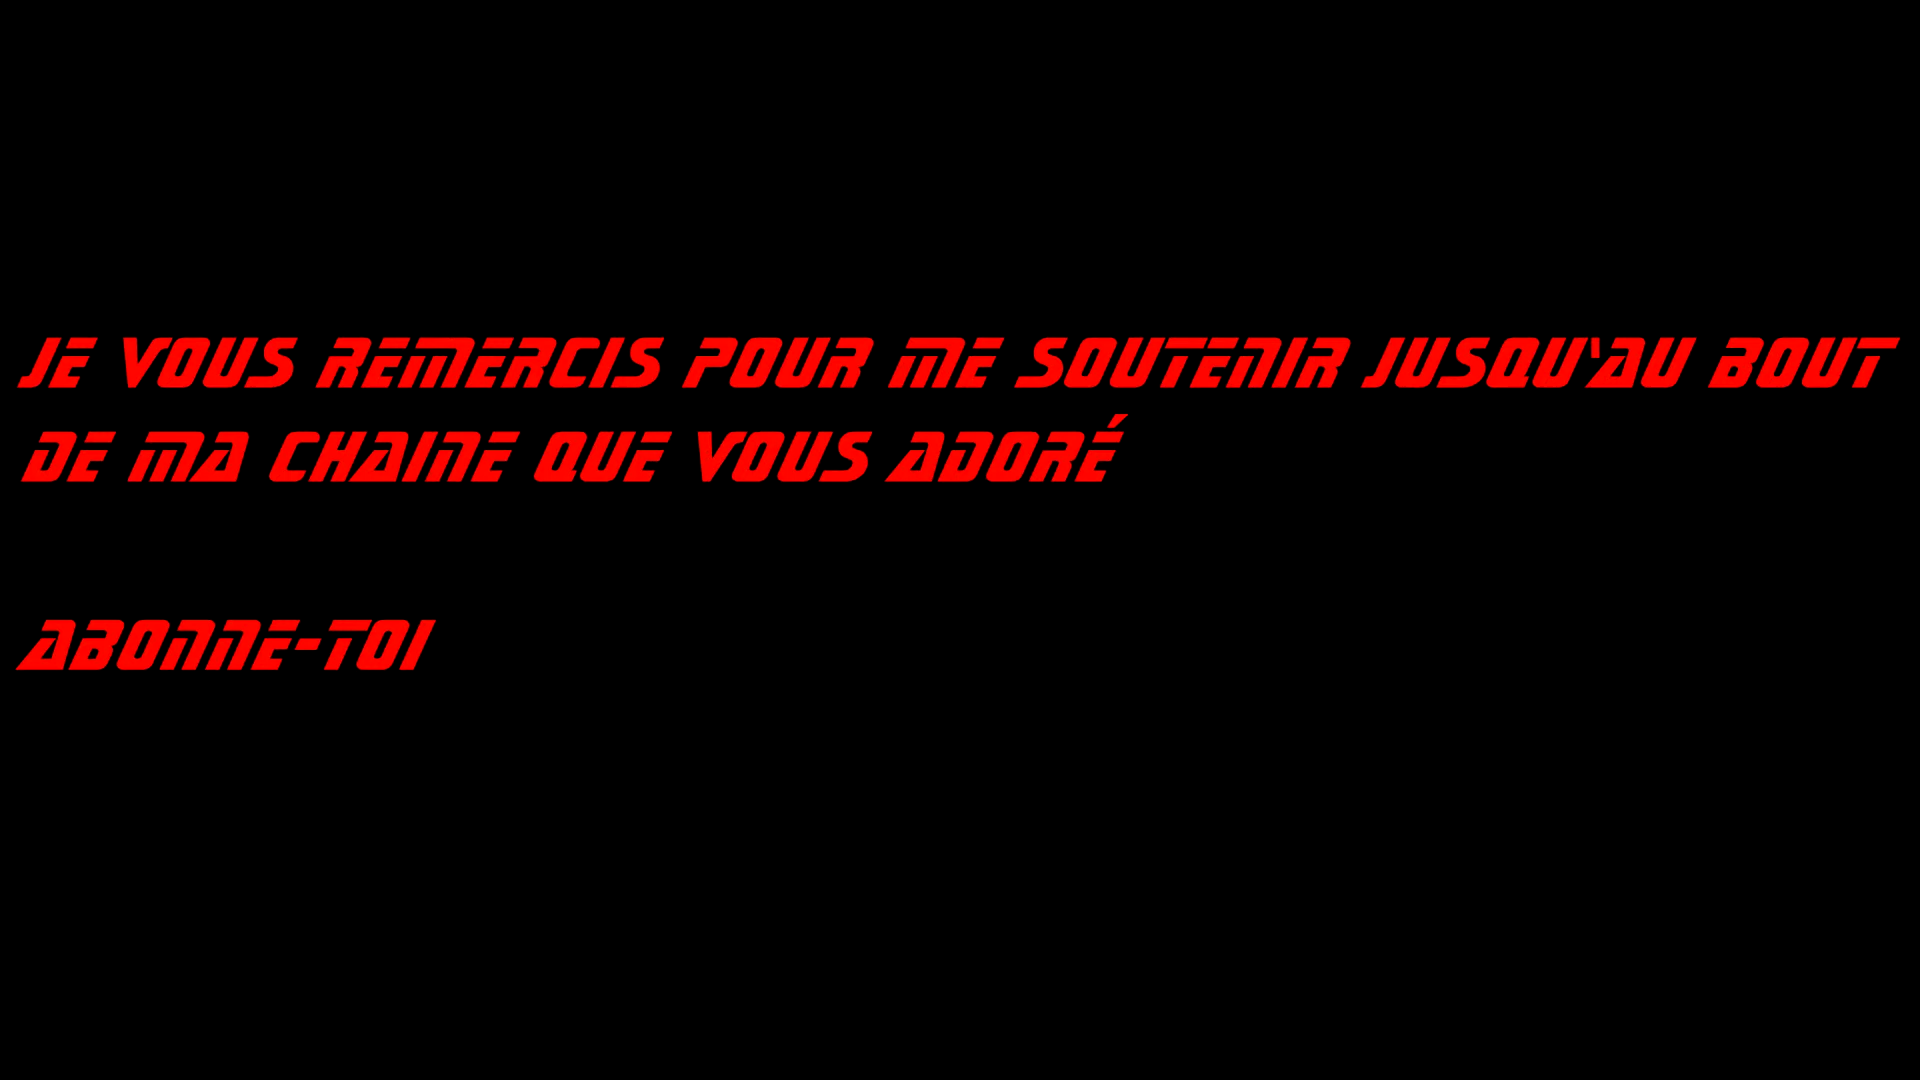 JE VOUS REMERCIS POUR ME SOUTENIR JUSQU'AU BOUT
DE MA CHAINE QUE VOUS ADORÉ
ABONNE-TOI